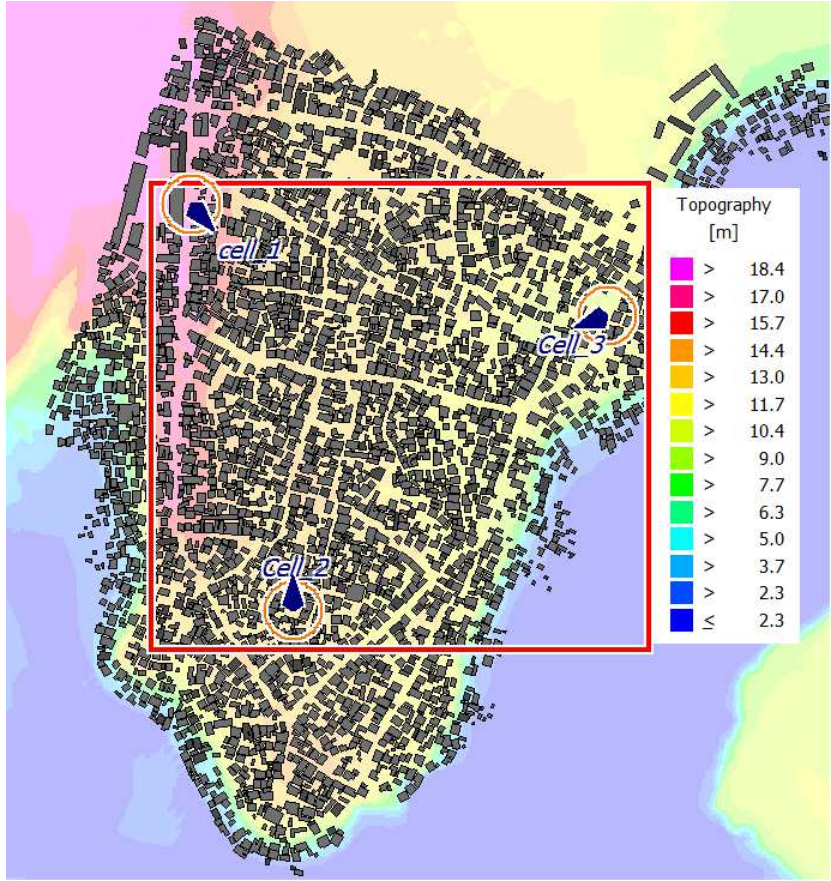 Topography
[m]
> 18.4
> 17.0
> 15.7
> 14.4
> 13.0
> 11.7
> 10.4
> 9.0
> 7.7
> 6.3
> 5.0
> 3.7
> 2.3
≤ 2.3
cell_1
Cell_3
Cell_2